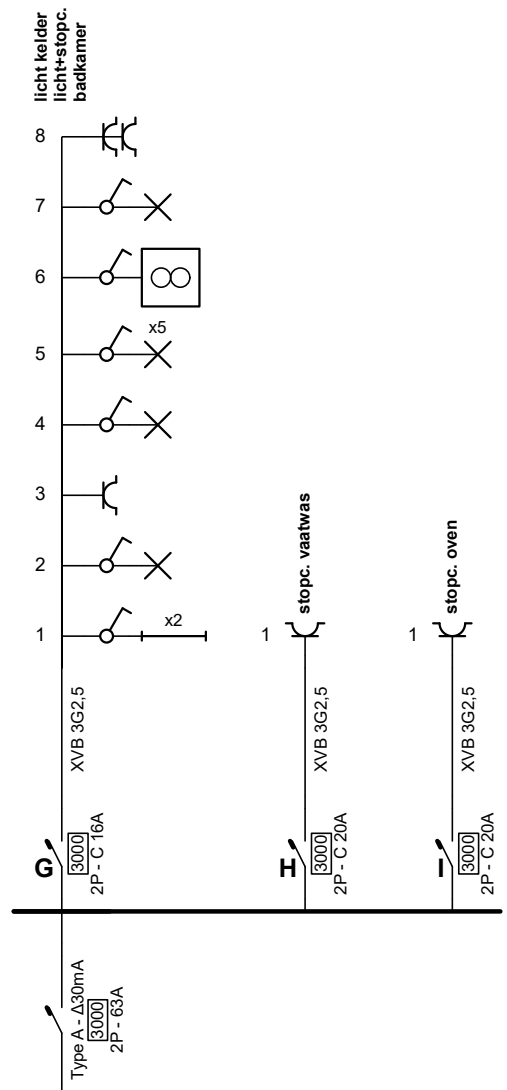 licht kelder
licht+stopc.
badkamer
8
7
6
x5
5
4
3
2
1
x2
XVB 3G2,5
G
3000
2P - C 16A
stopc. vaatwas
1
XVB 3G2,5
H
3000
2P - C 20A
stopc. oven
1
XVB 3G2,5
I
3000
2P - C 20A
Type A - Δ30mA
3000
2P - 63A